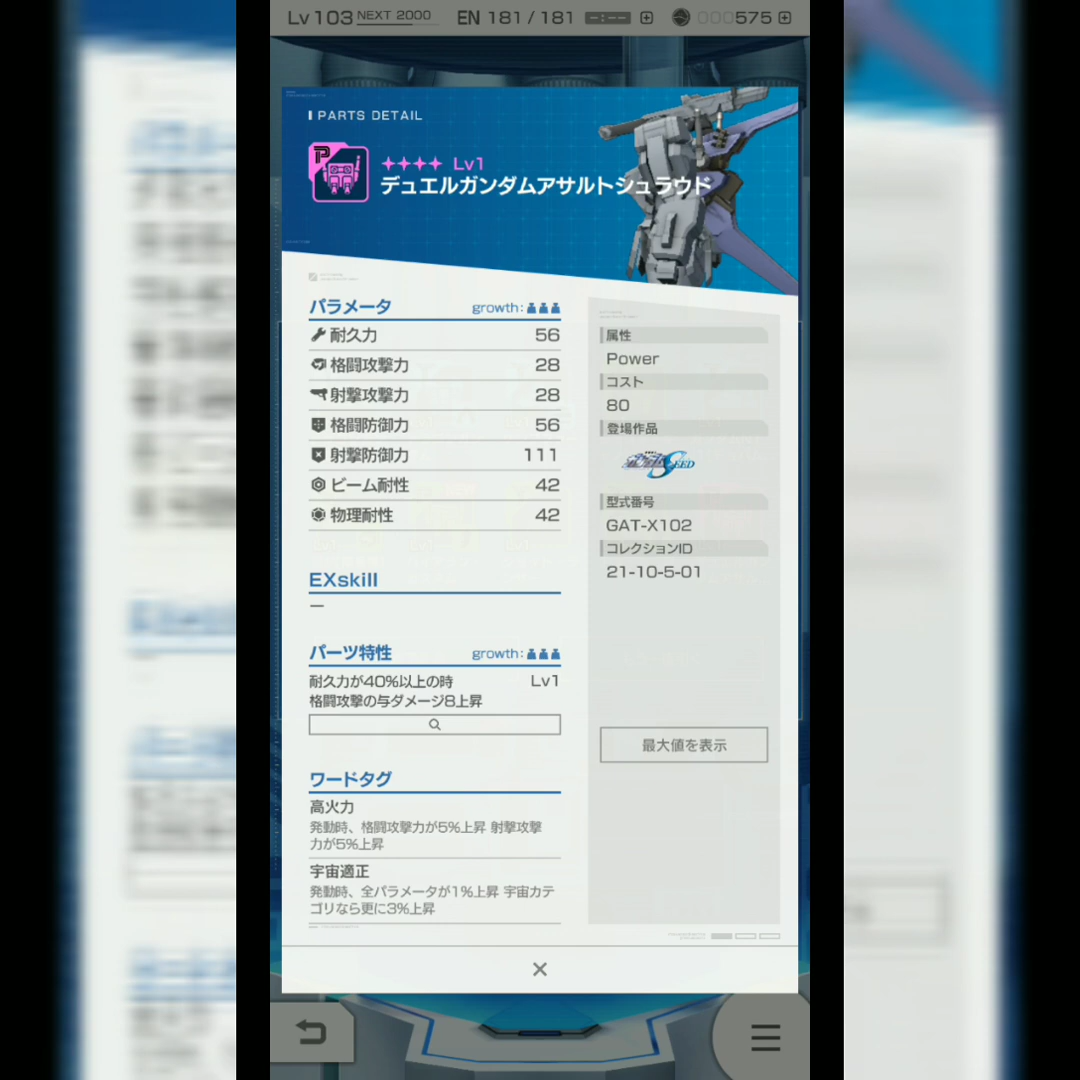 Lv 103 NEXT 2000 EN 181 / 181 -:-- 000575
PARTS DETAIL
P
Lv1
デュエルガンダムアサルトシュラウド
パラメータ growth:
耐久力 56
格闘攻撃力 28
射撃攻撃力 28
格闘防御力 56
射撃防御力 111
ビーム耐性 42
物理耐性 42
EXskill
ー
パーツ特性 growth:
耐久力が40%以上の時 Lv1
格闘攻撃の与ダメージ8上昇
ワードタグ
高火力
発動時、格闘攻撃力が5%上昇 射撃攻撃
力が5%上昇
宇宙適正
発動時、全パラメータが1%上昇 宇宙カテ
ゴリなら更に3%上昇
属性
Power
コスト
80
登場作品
SEED
型式番号
GAT-X102
コレクションID
21-10-5-01
最大値を表示
×